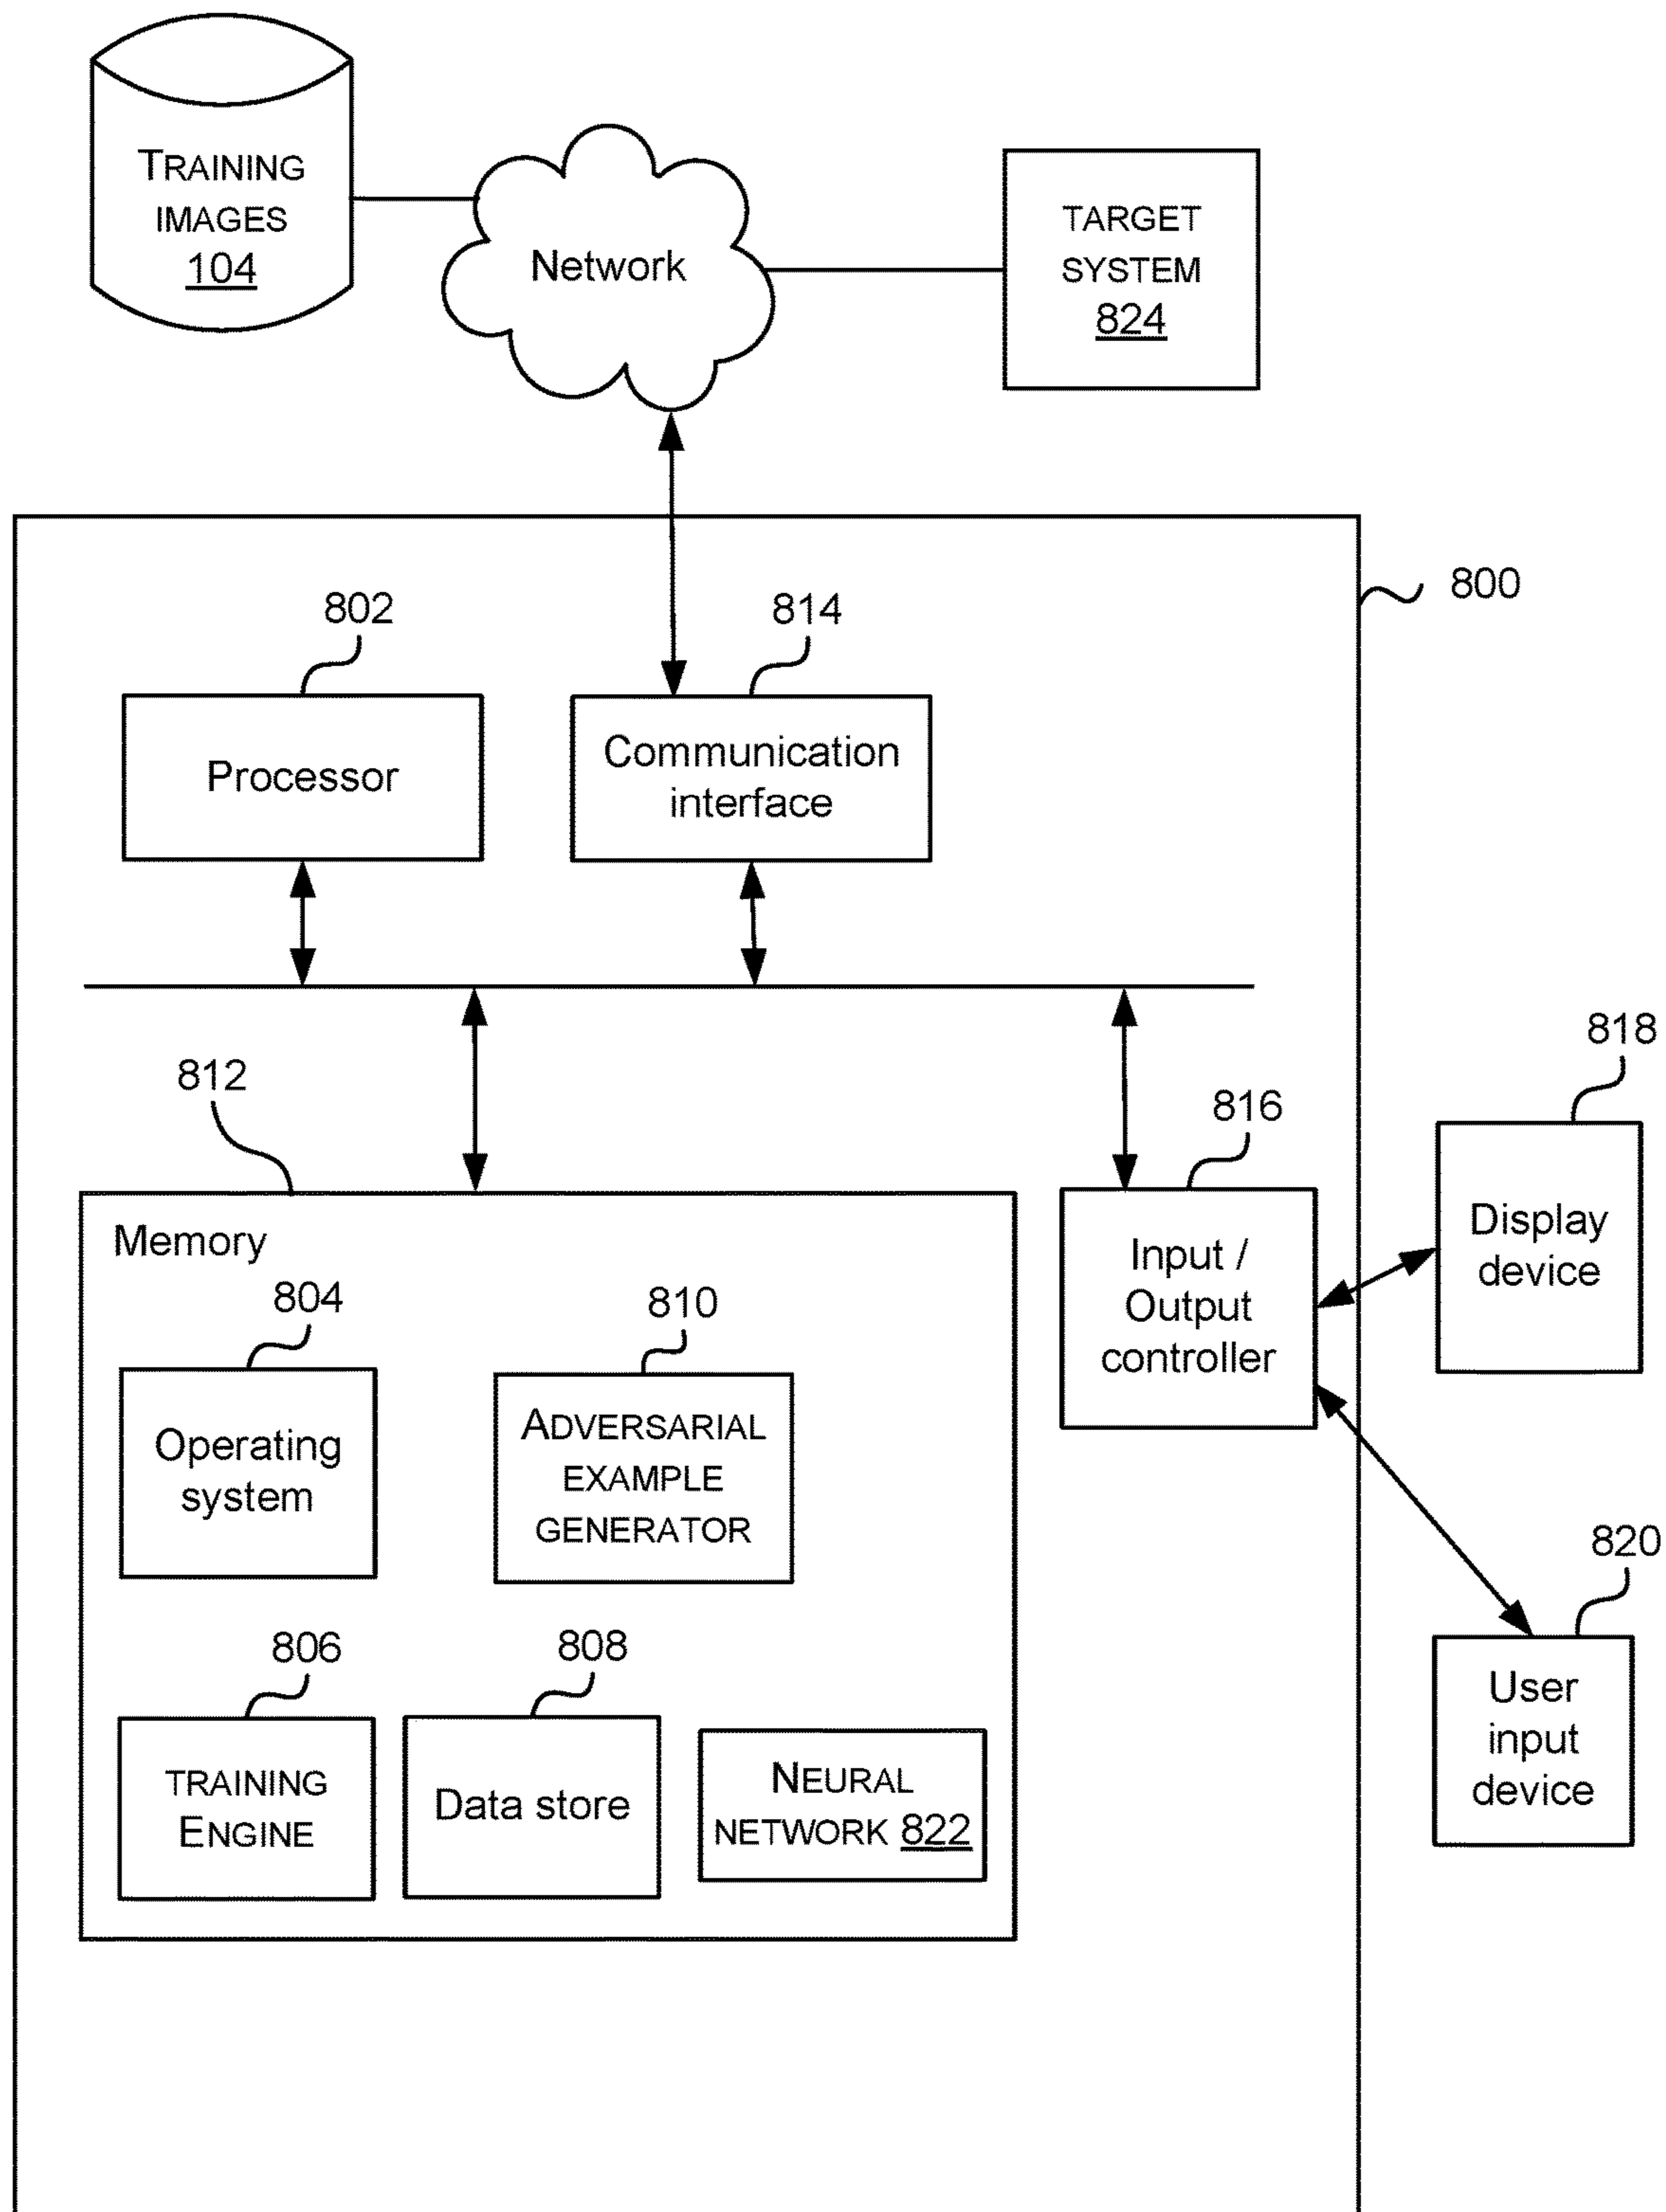 TRAINING
IMAGES
104
Network
TARGET
SYSTEM
824
800
802
814
Processor
Communication
interface
812
816
818
Memory
Input /
Output
controller
Display
device
804
810
Operating
system
ADVERSARIAL
EXAMPLE
GENERATOR
820
User
input
device
806
808
TRAINING
ENGINE
Data store
NEURAL
NETWORK 822